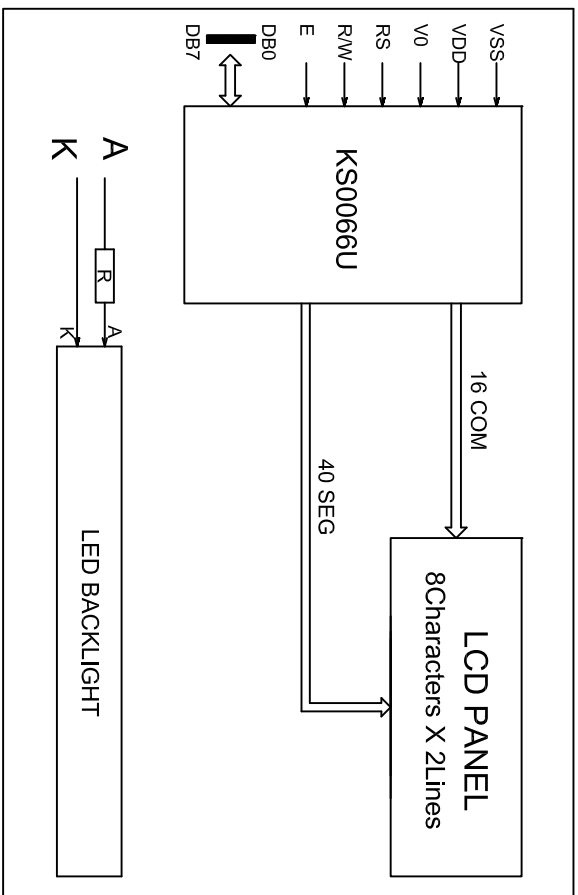 VSS
VDD
V0
RS
R/W
E
DB0
DB7
KS0066U
16 COM
40 SEG
LCD PANEL
8Characters X 2Lines
A
K
R
A
K
LED BACKLIGHT